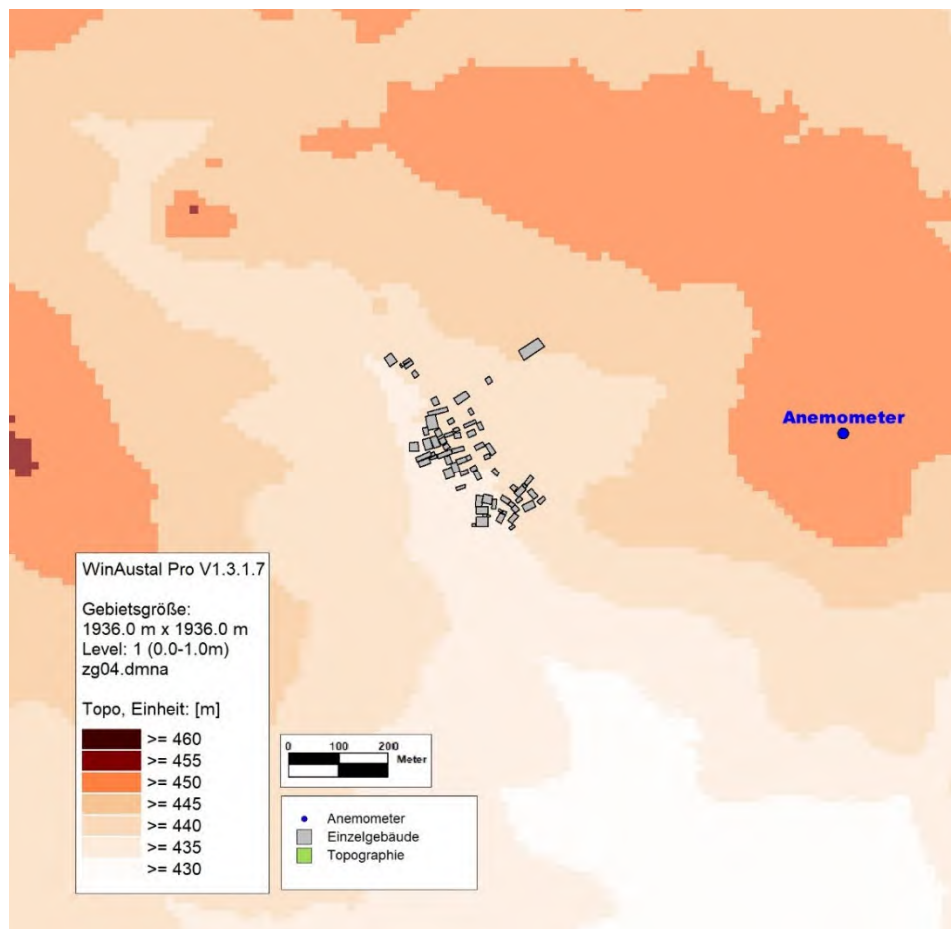 Anemometer
WinAustal Pro V1.3.1.7
Gebietsgröße:
1936.0 m x 1936.0 m
Level: 1 (0.0-1.0m)
zg04.dmna
Topo, Einheit: [m]
>= 460
>= 455
>= 450
>= 445
>= 440
>= 435
>= 430
0 100 200
Meter
Anemometer
Einzelgebäude
Topographie